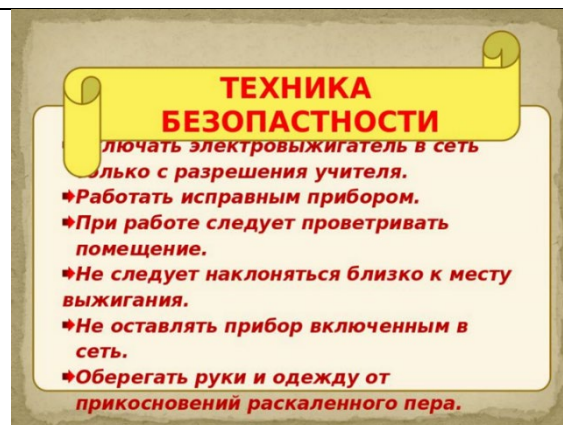 ТЕХНИКА
БЕЗОПАСТНОСТИ
электровыжигатель в сеть
с разрешения учителя.
Работать исправным прибором.
При работе следует проветривать
помещение.
Не следует наклоняться близко к месту
выжигания.
Не оставлять прибор включенным в
сеть.
Оберегать руки и одежду от
прикосновений раскаленного пера.